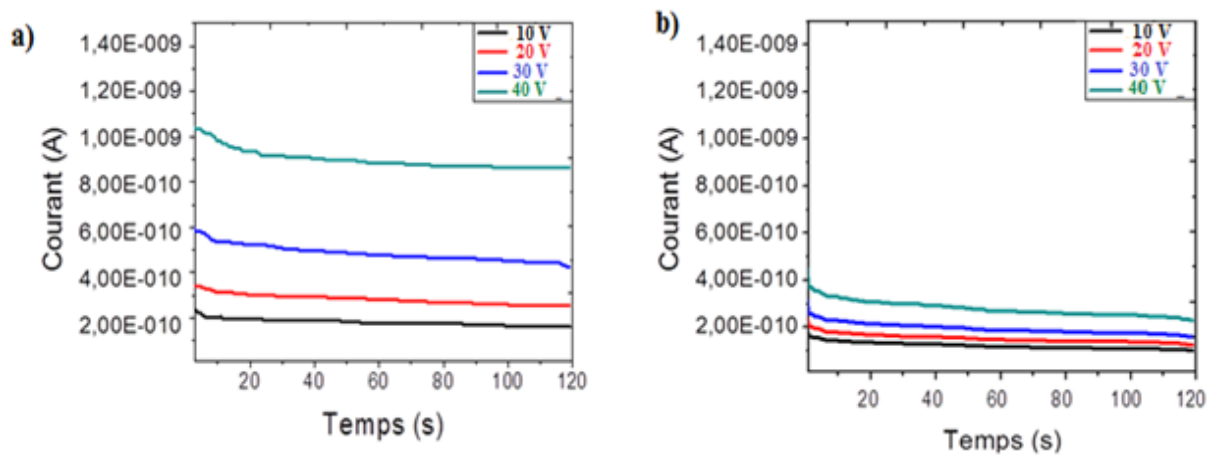 a)
10 V
20 V
30 V
40 V
1,40E-009
1,20E-009
1,00E-009
8,00E-010
6,00E-010
4,00E-010
2,00E-010
Courant (A)
20 40 60 80 100 120
Temps (s)
b)
10 V
20 V
30 V
40 V
1,40E-009
1,20E-009
1,00E-009
8,00E-010
6,00E-010
4,00E-010
2,00E-010
Courant (A)
20 40 60 80 100 120
Temps (s)